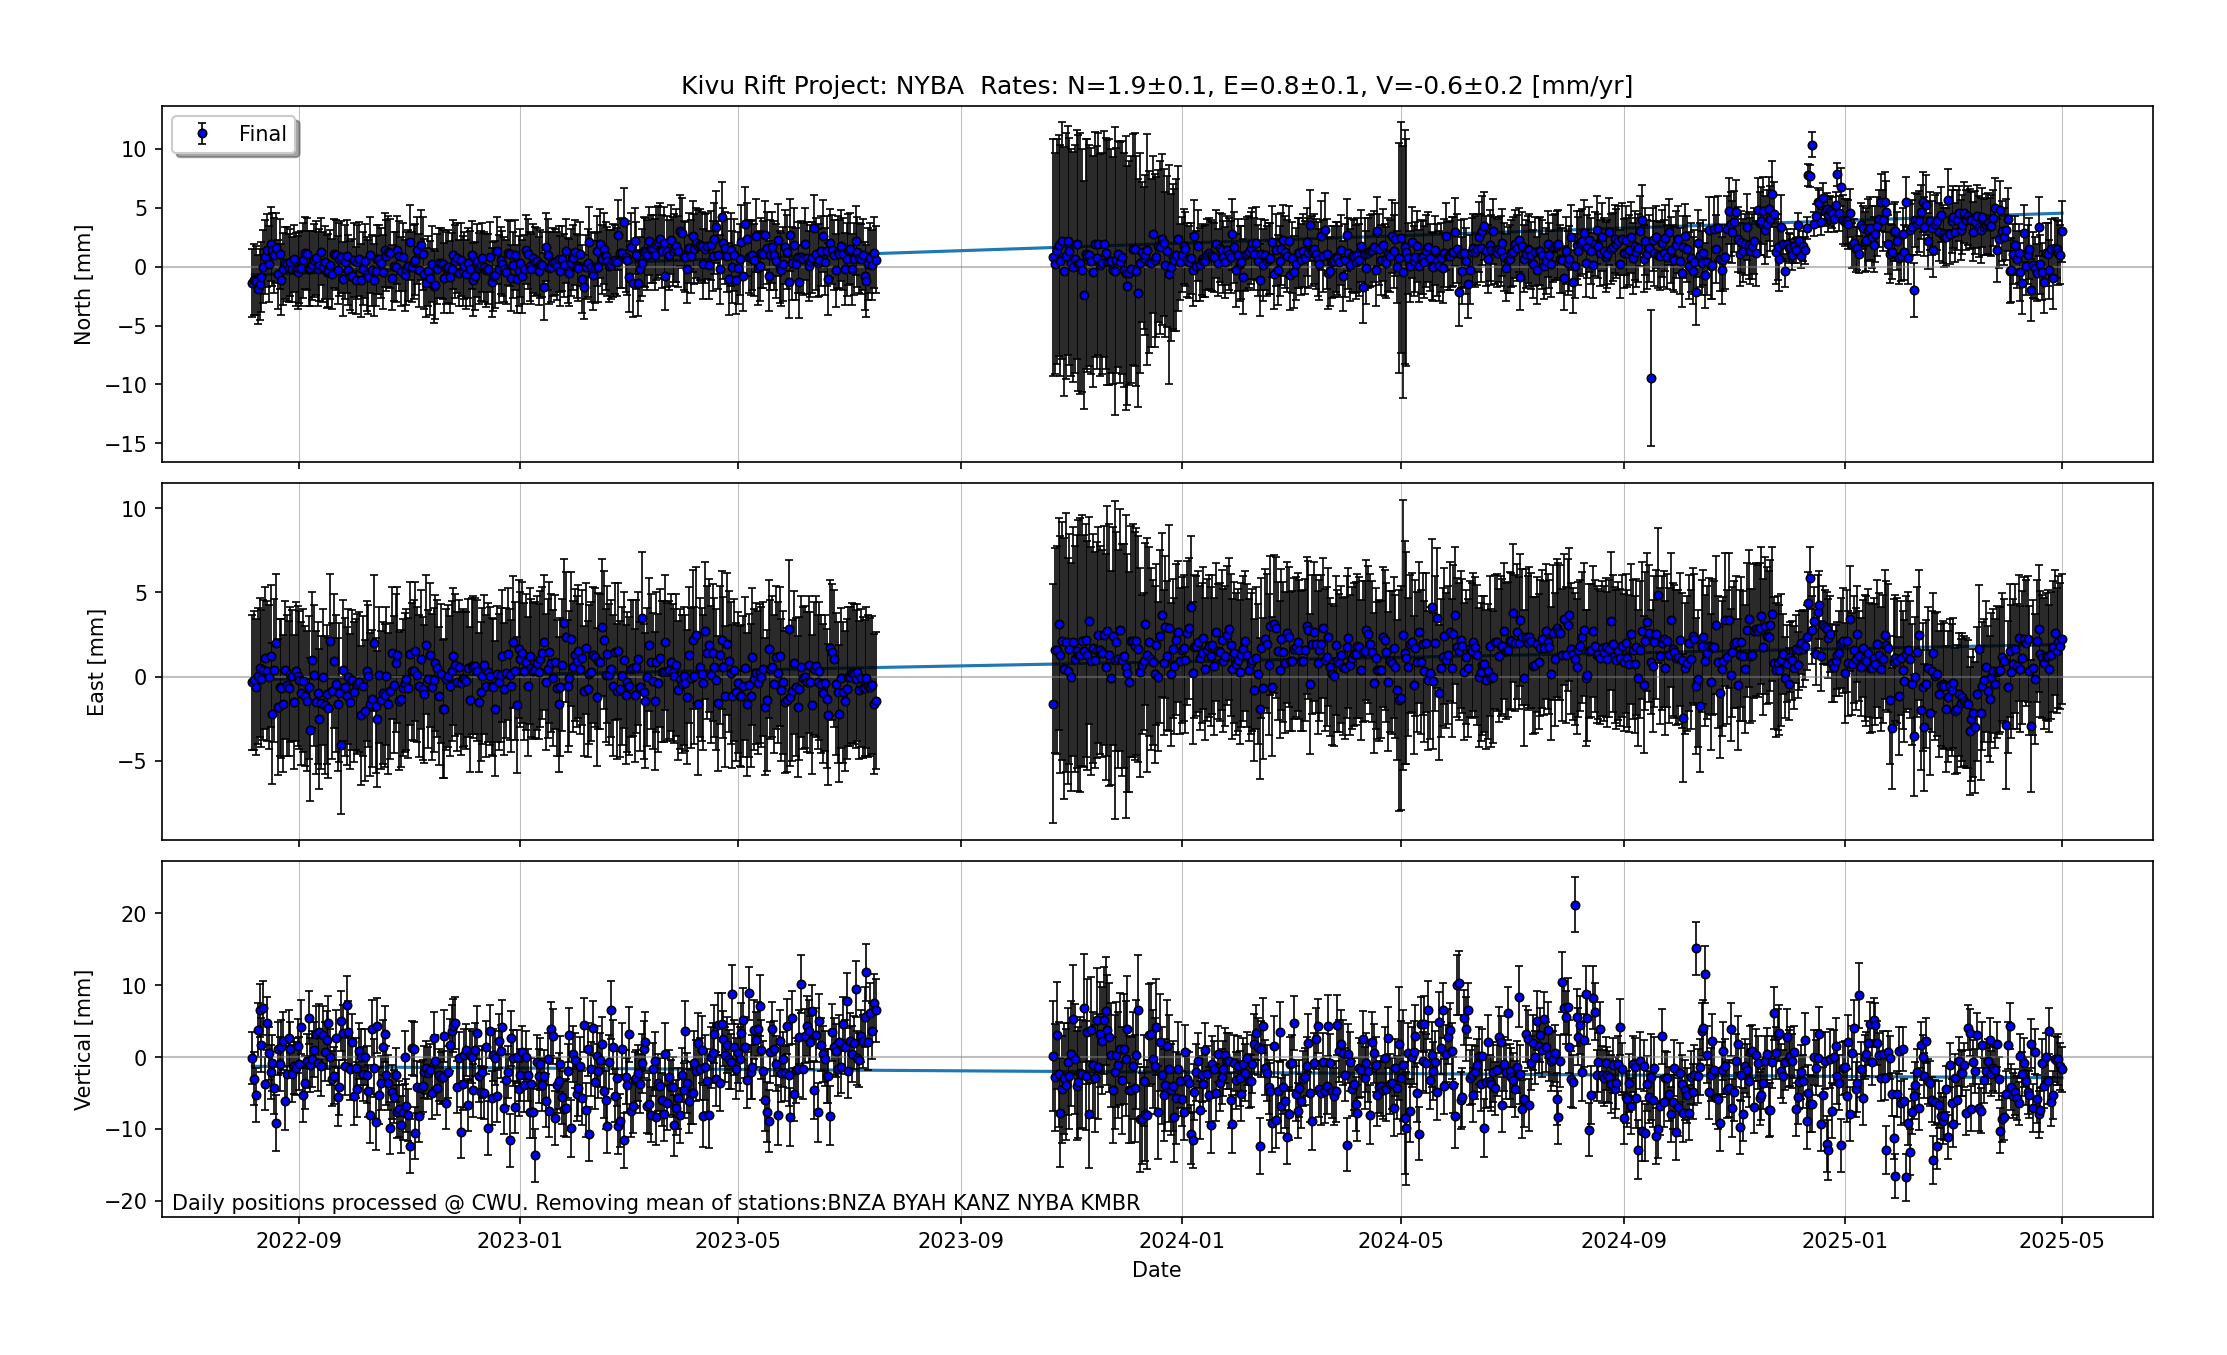 Kivu Rift Project: NYBA  Rates: N=1.9±0.1, E=0.8±0.1, V=-0.6±0.2 [mm/yr]
Final
10
5
0
−5
−10
−15
North [mm]
10
5
0
−5
East [mm]
20
10
0
−10
−20
Vertical [mm]
Daily positions processed @ CWU. Removing mean of stations:BNZA BYAH KANZ NYBA KMBR
2022-09 2023-01 2023-05 2023-09 2024-01 2024-05 2024-09 2025-01 2025-05
Date